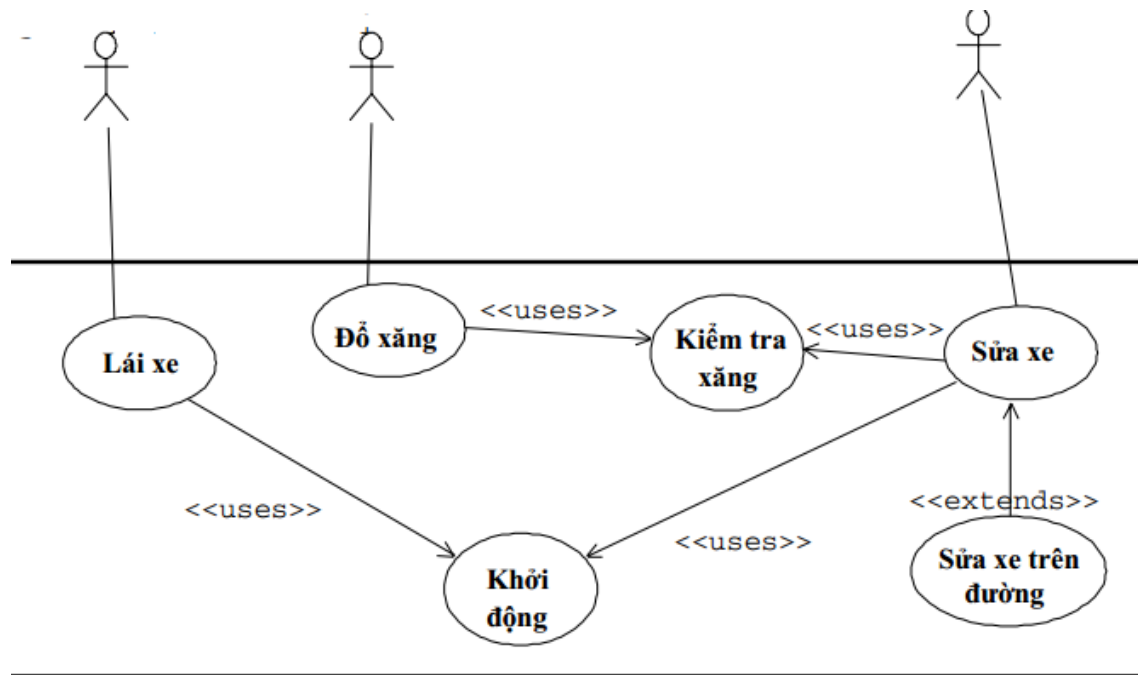 <<uses>>
<<uses>>
Đổ xăng
Kiểm tra
xăng
Sửa xe
Lái xe
<<extends>>
<<uses>>
<<uses>>
Sửa xe trên
đường
Khởi
động